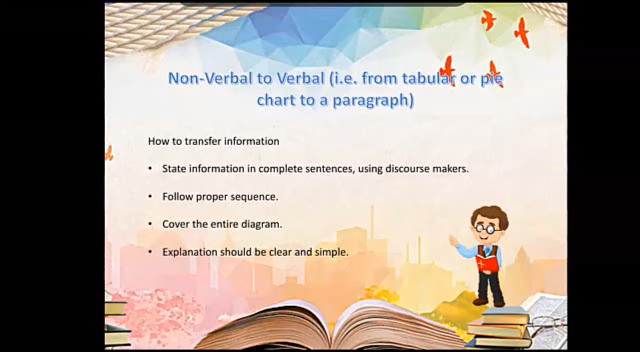 Non-Verbal to Verbal (i.e. from tabular or pie
chart to a paragraph)
How to transfer information
• State information in complete sentences, using discourse makers.
• Follow proper sequence.
• Cover the entire diagram.
• Explanation should be clear and simple.